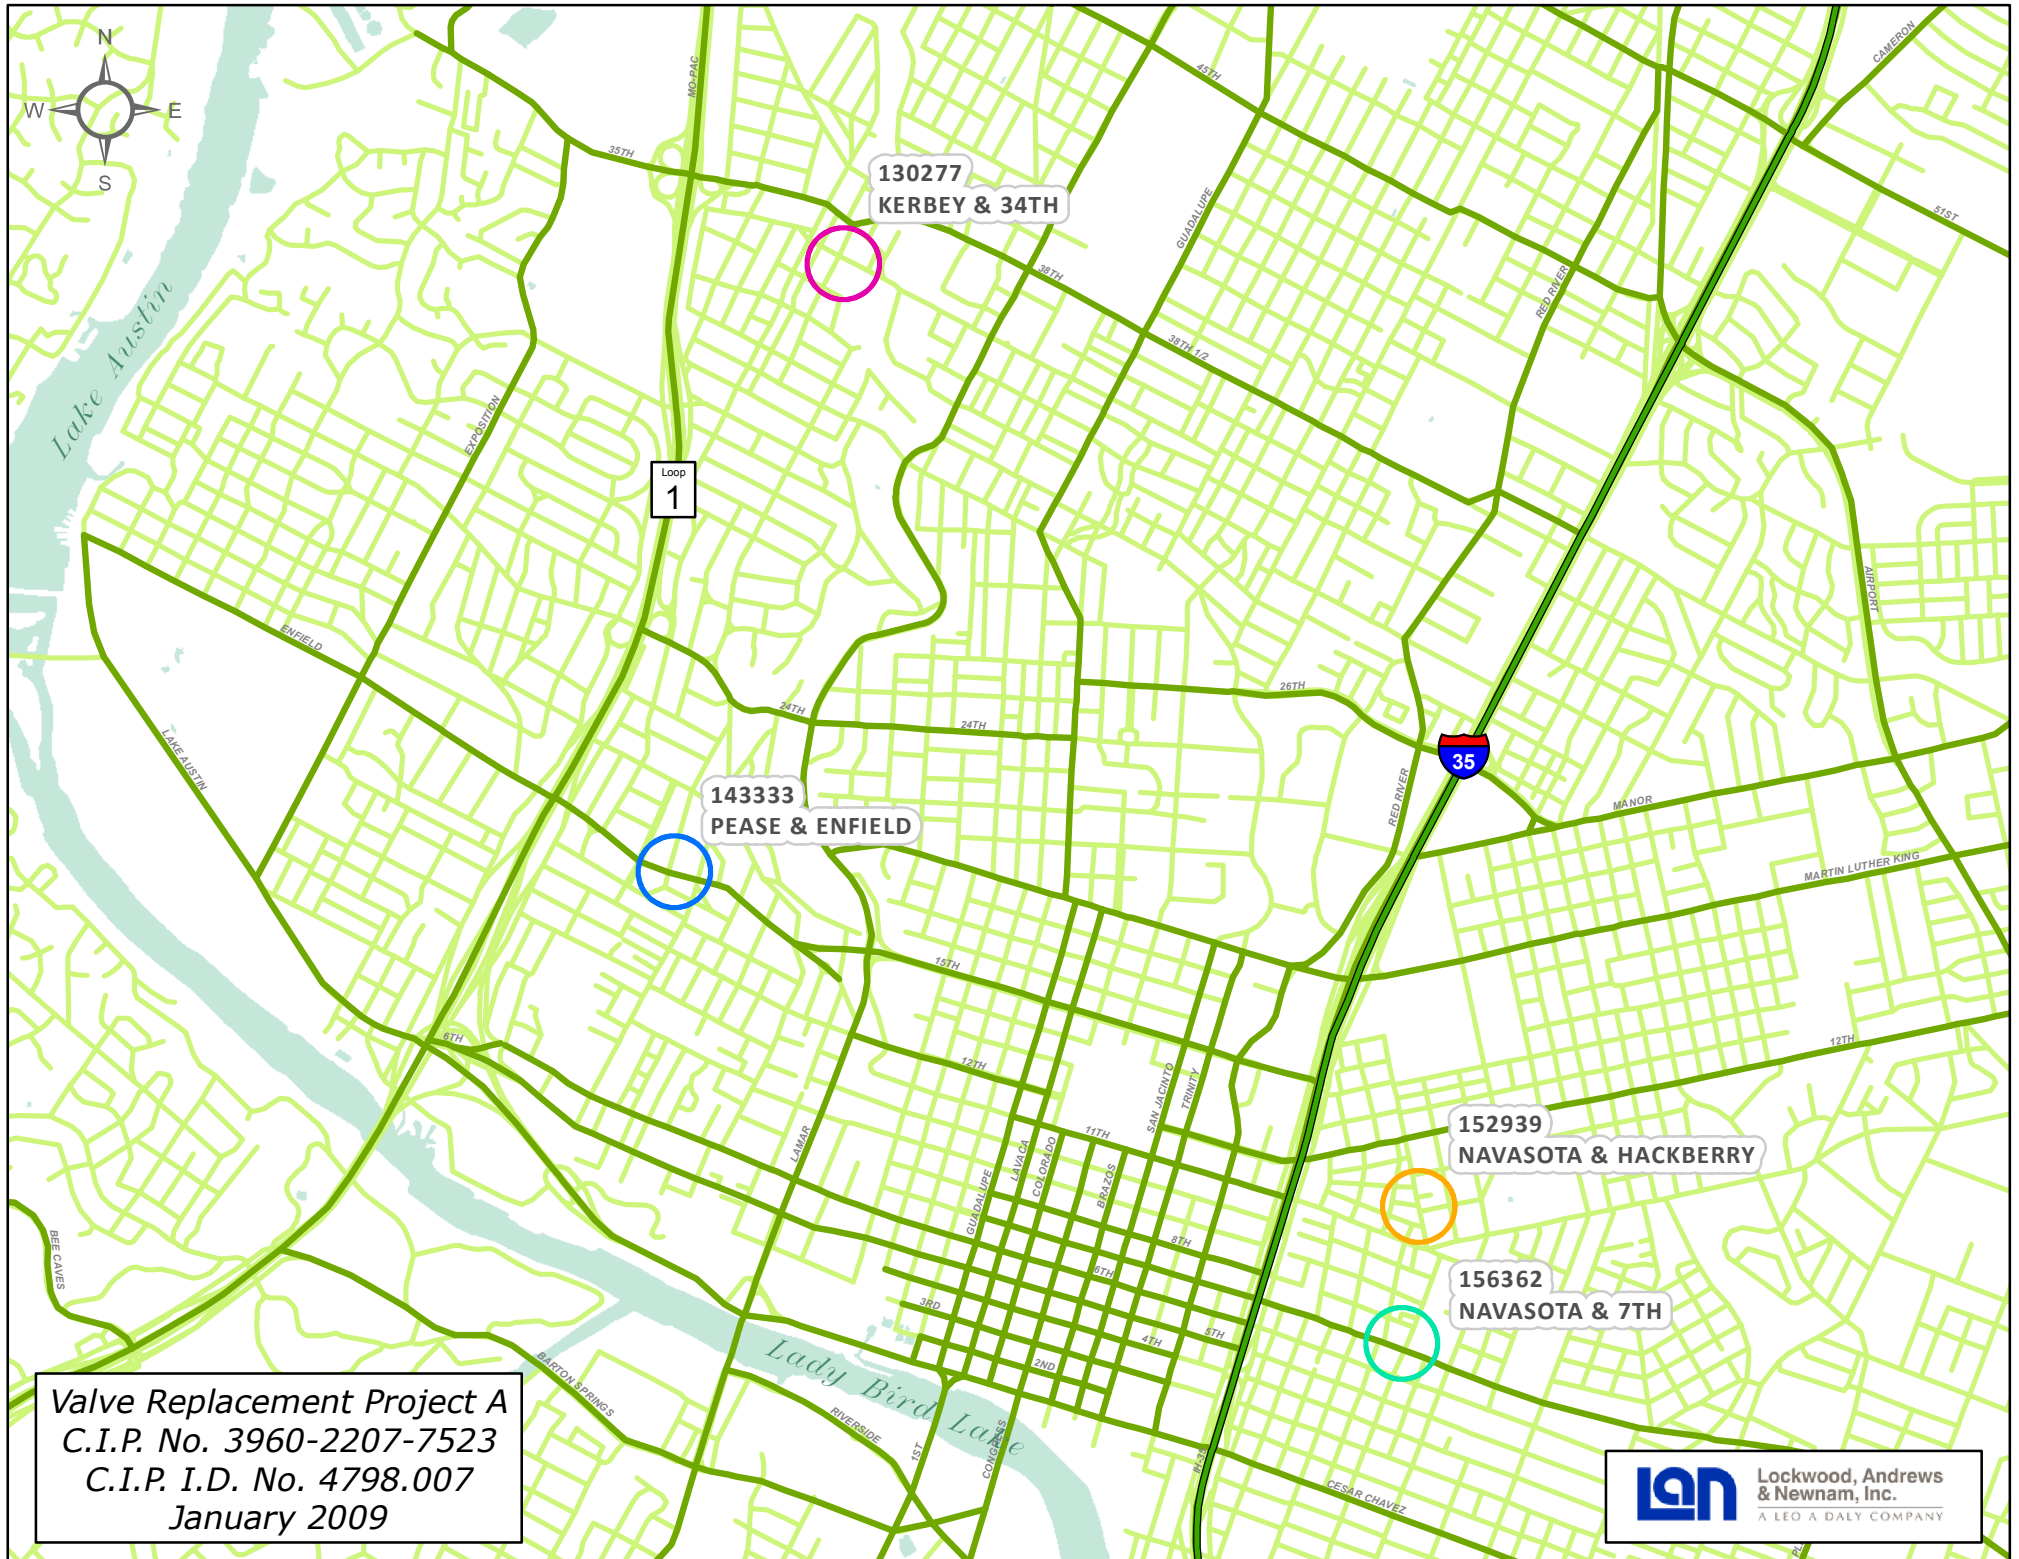 N
W
E
S
MO-PAC
45TH
CAMERON
35TH
130277
KERBEY & 34TH
GUADALUPE
51ST
38TH
RED RIVER
38TH 1/2
Lake Austin
EXPOSITION
Loop
1
AIRPORT
ENFIELD
26TH
24TH
24TH
LAKE AUSTIN
35
RED RIVER
MANOR
143333
PEASE & ENFIELD
MARTIN LUTHER KING
15TH
6TH
12TH
12TH
SAN JACINTO
TRINITY
152939
NAVASOTA & HACKBERRY
LAMAR
11TH
LAVACA
COLORADO
BRAZOS
GUADALUPE
BEE CAVES
8TH
6TH
156362
NAVASOTA & 7TH
3RD
5TH
4TH
2ND
Lady Bird Lake
BARTON SPRINGS
RIVERSIDE
1ST
CONGRESS
IH-35
CESAR CHAVEZ
Valve Replacement Project A
C.I.P. No. 3960-2207-7523
C.I.P. I.D. No. 4798.007
January 2009
LAN
Lockwood, Andrews
& Newnam, Inc.
A LEO A DALY COMPANY